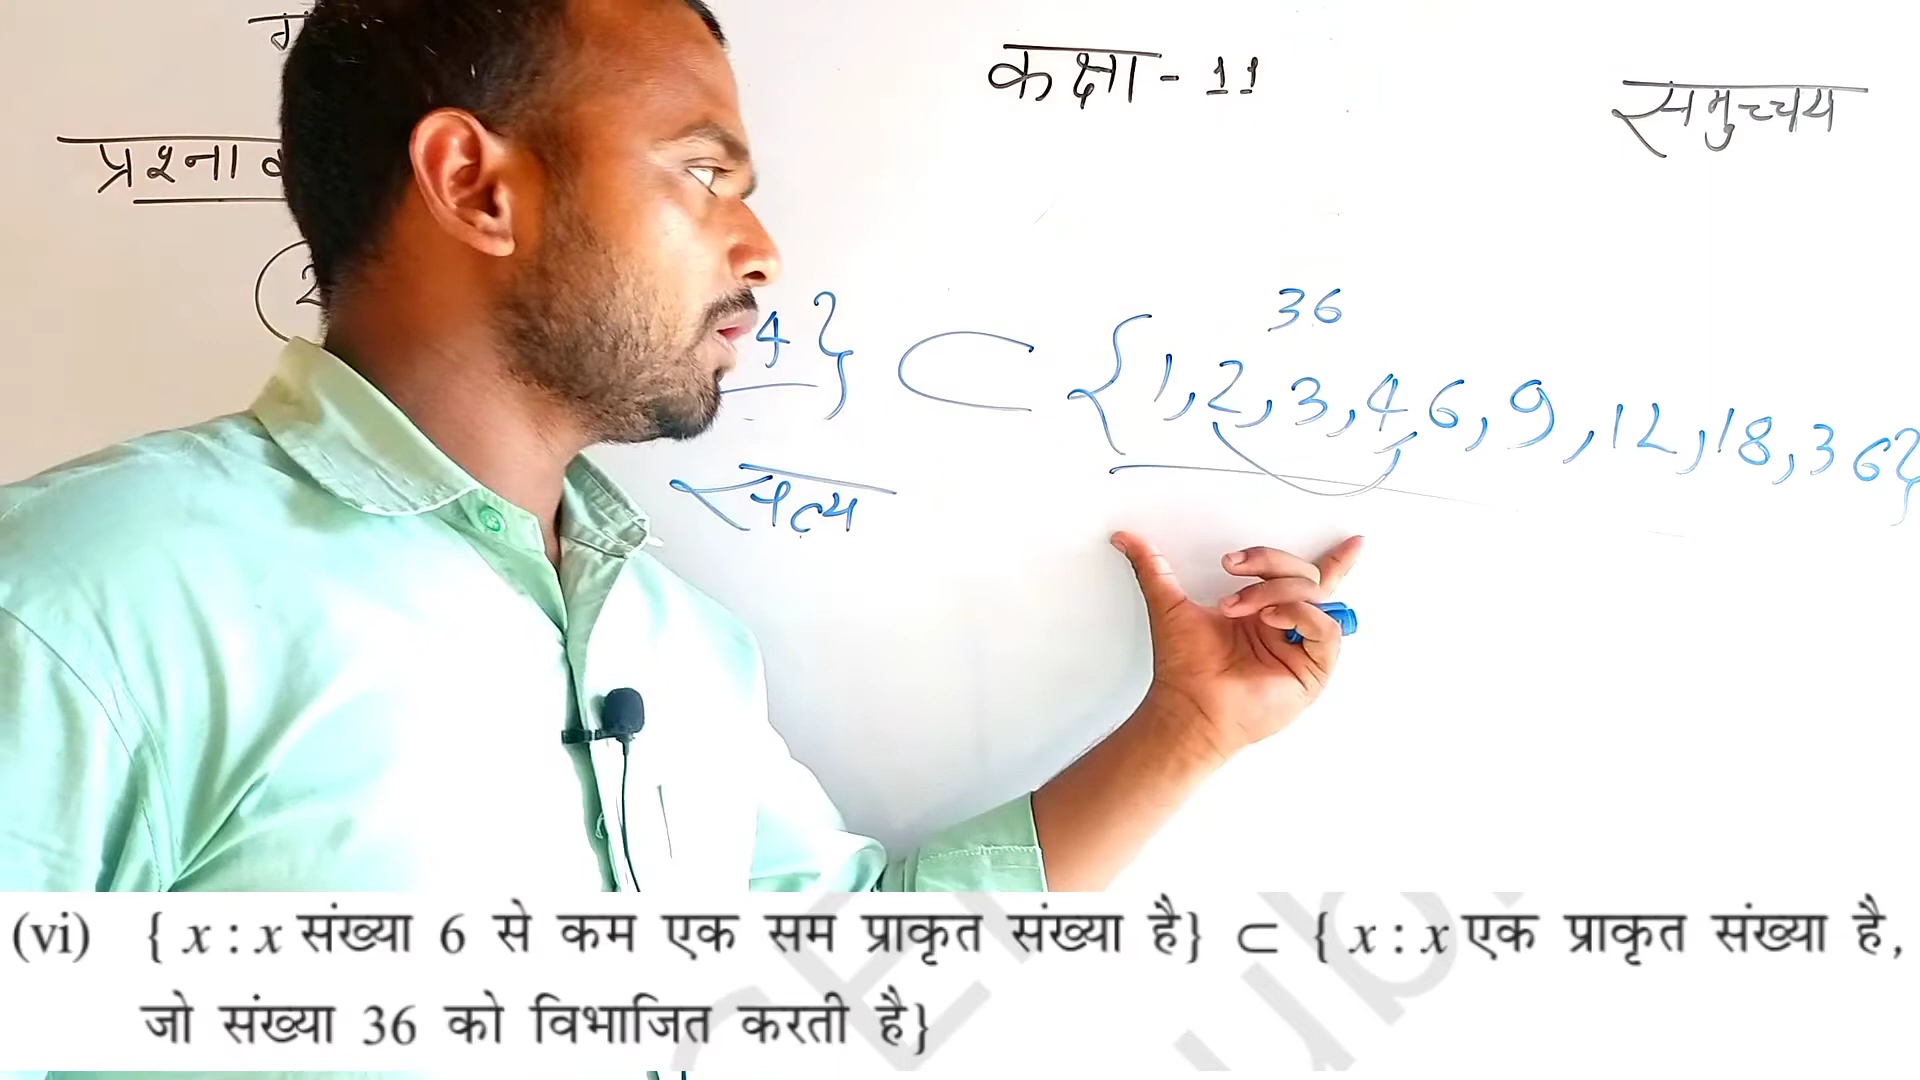 कक्षा - 11
समुच्चय
36
4} ⊂ {1, 2, 3, 4, 6, 9, 12, 18, 36}
सत्य
(vi) { x : x संख्या 6 से कम एक सम प्राकृत संख्या है} ⊂ { x : x एक प्राकृत संख्या है,
जो संख्या 36 को विभाजित करती है}